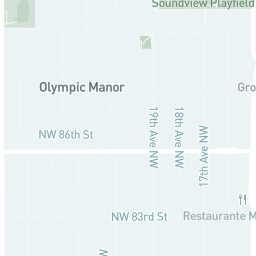 Soundview Playfield
Olympic Manor
Gro
NW 86th St
19th Ave NW
18th Ave NW
17th Ave NW
NW 83rd St
Restaurante M
NW